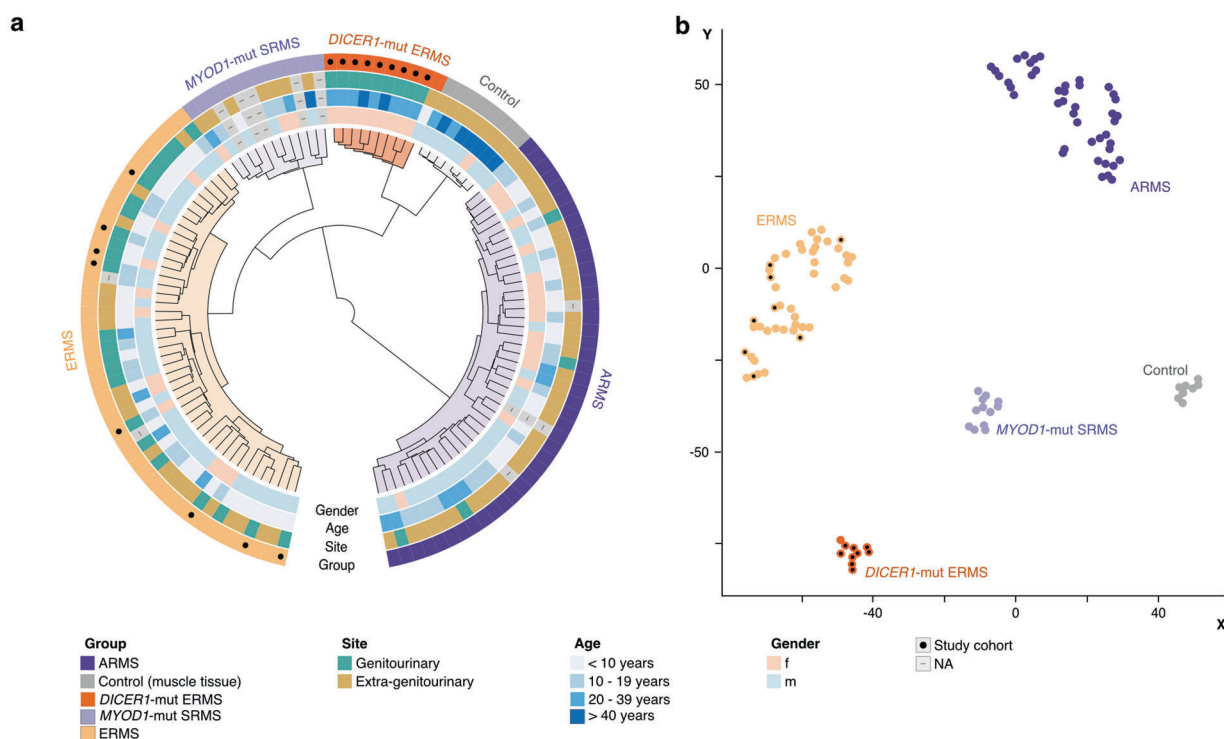 a
MYOD1-mut SRMS
DICER1-mut ERMS
Control
ERMS
ARMS
Gender
Age
Site
Group
b
Y
50
0
-50
-40
0
40
X
ARMS
ERMS
Control
MYOD1-mut SRMS
DICER1-mut ERMS
Group
ARMS
Control (muscle tissue)
DICER1-mut ERMS
MYOD1-mut SRMS
ERMS
Site
Genitourinary
Extra-genitourinary
Age
< 10 years
10 - 19 years
20 - 39 years
> 40 years
Gender
f
m
Study cohort
NA